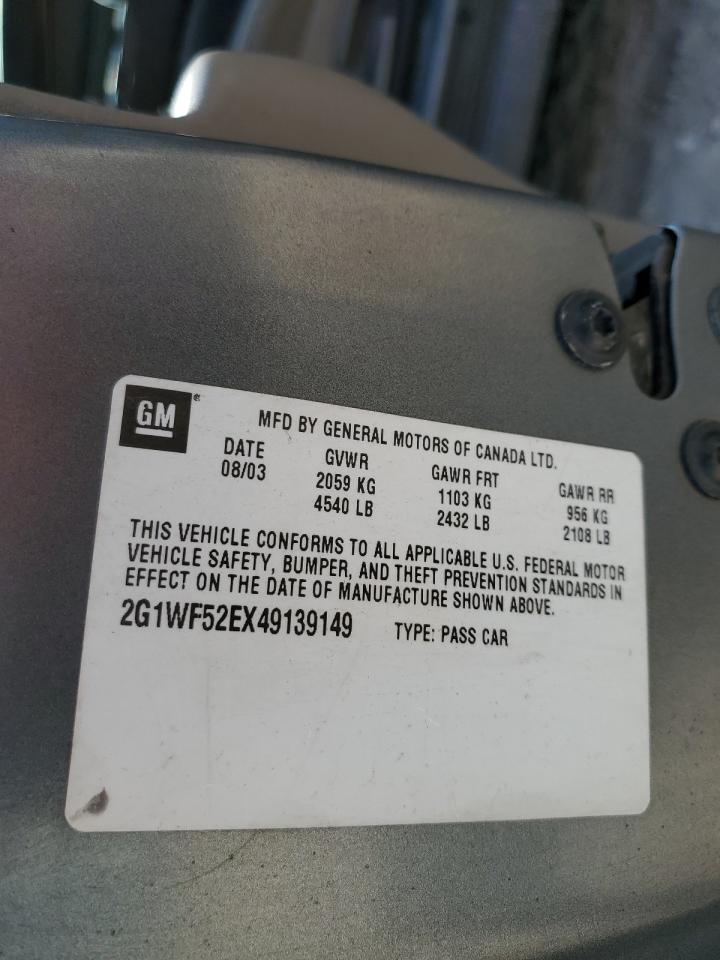 GM®
MFD BY GENERAL MOTORS OF CANADA LTD.
DATE GVWR GAWR FRT GAWR RR
08/03 2059 KG 1103 KG 956 KG
4540 LB 2432 LB 2108 LB
THIS VEHICLE CONFORMS TO ALL APPLICABLE U.S. FEDERAL MOTOR
VEHICLE SAFETY, BUMPER, AND THEFT PREVENTION STANDARDS IN
EFFECT ON THE DATE OF MANUFACTURE SHOWN ABOVE.
2G1WF52EX49139149 TYPE: PASS CAR